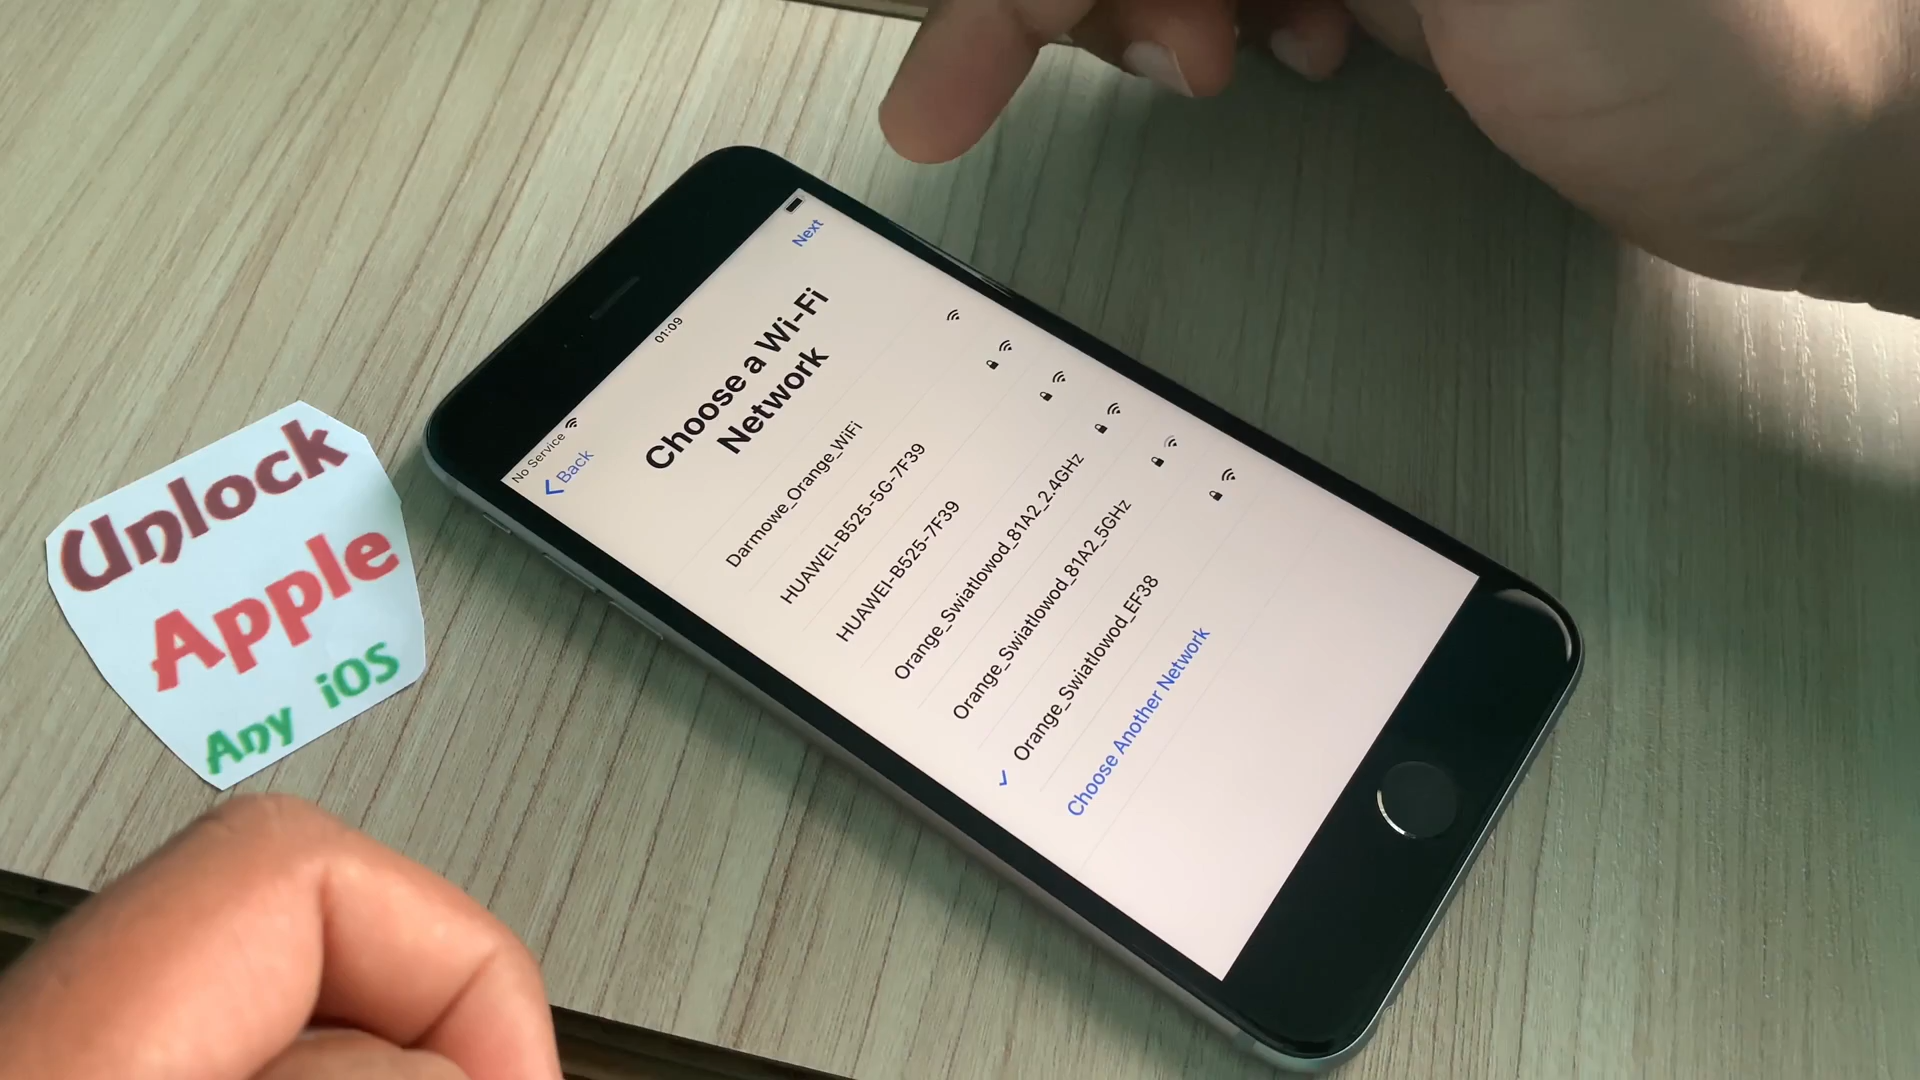 Unlock
Apple
Any iOS
No Service
01:09
Back
Next
Choose a Wi-Fi
Network
Darmowe_Orange_WiFi
HUAWEI-B525-5G-7F39
HUAWEI-B525-7F39
Orange_Swiatlowod_81A2_2.4GHz
Orange_Swiatlowod_81A2_5GHz
Orange_Swiatlowod_EF38
Choose Another Network